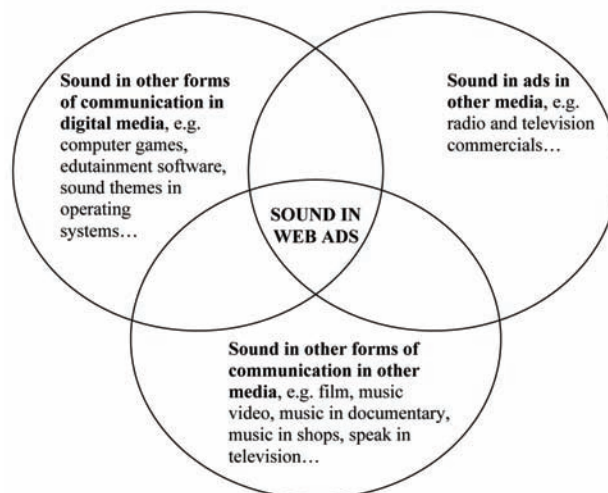 Sound in other forms
of communication in
digital media, e.g.
computer games,
edutainment software,
sound themes in
operating
systems…
Sound in ads in
other media, e.g.
radio and television
commercials…
SOUND IN
WEB ADS
Sound in other forms of
communication in other
media, e.g. film, music
video, music in documentary,
music in shops, speak in
television…